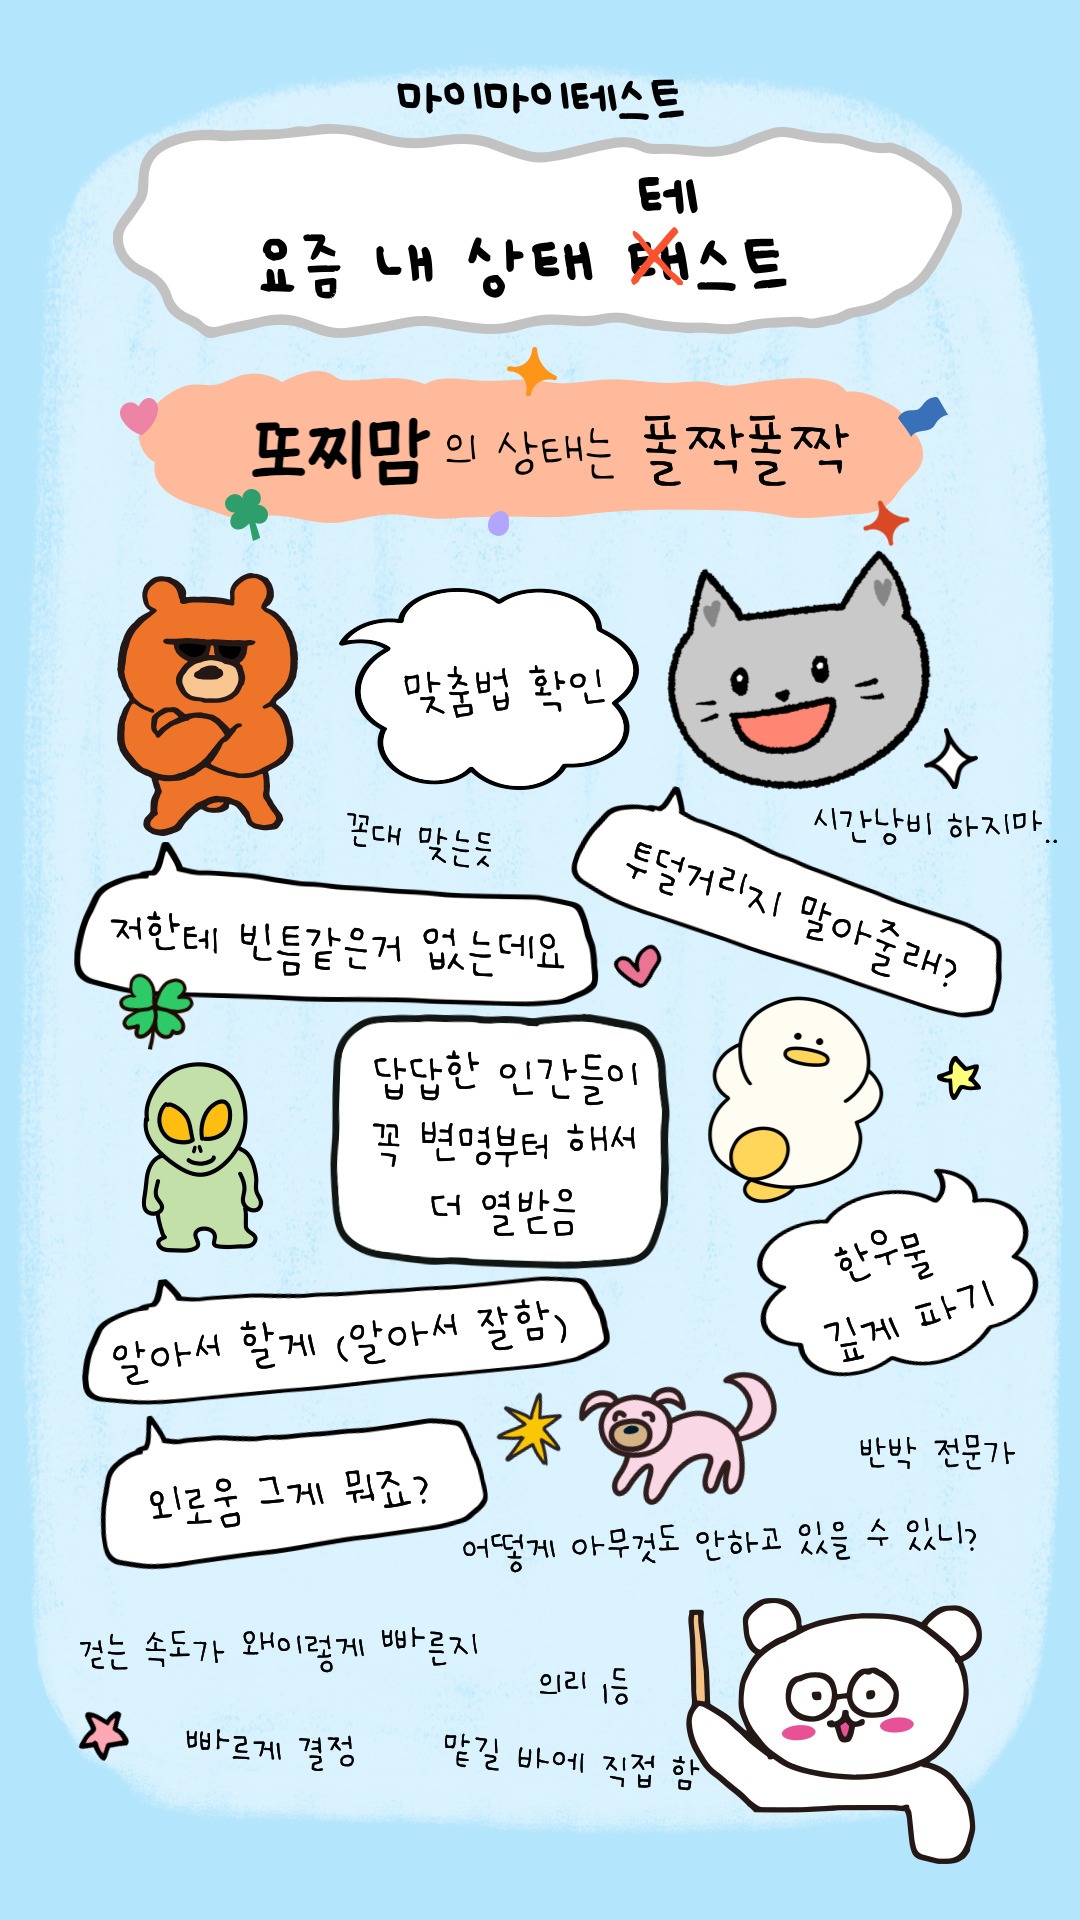 마이마이테스트
테
요즘 내 상태 태스트
또찌맘의 상태는 폴짝폴짝
맞춤법 확인
꼰대 맞는듯
시간낭비 하지마..
투덜거리지 말아줄래?
저한테 빈틈같은거 없는데요
답답한 인간들이
꼭 변명부터 해서
더 열받음
한우물
깊게 파기
알아서 할게 (알아서 잘함)
외로움 그게 뭐죠?
반박 전문가
어떻게 아무것도 안하고 있을 수 있니?
걷는 속도가 왜이렇게 빠른지
의리 1등
빠르게 결정
맡길 바에 직접 함